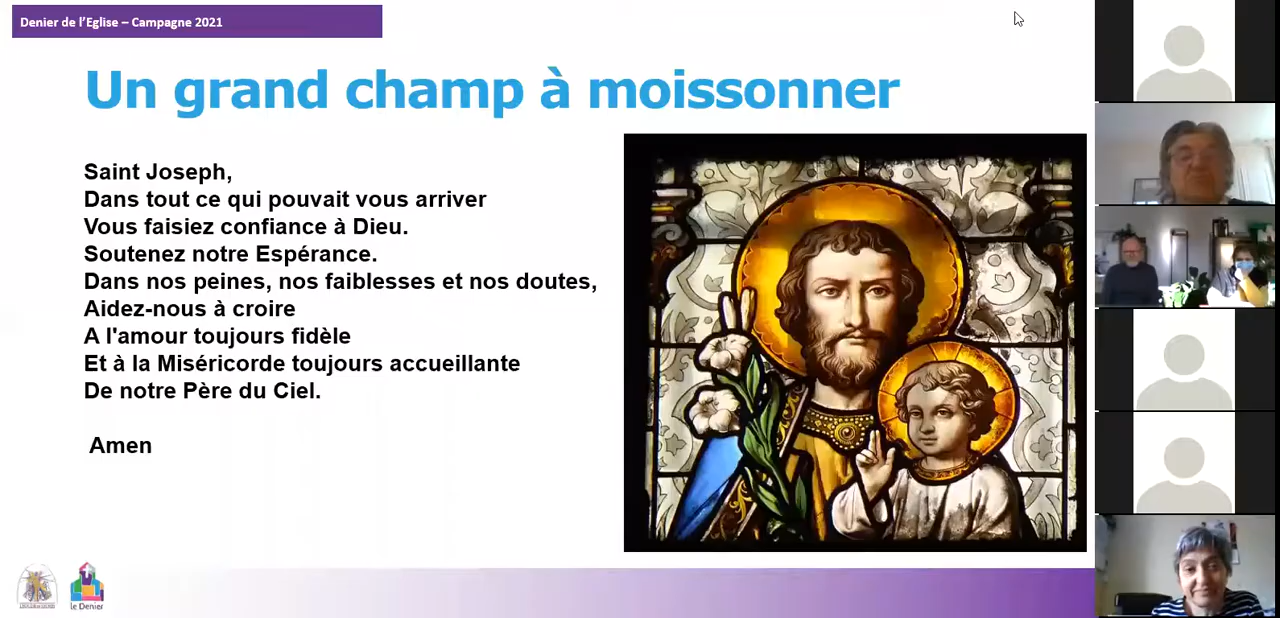 Denier de l'Eglise – Campagne 2021
Un grand champ à moissonner
Saint Joseph,
Dans tout ce qui pouvait vous arriver
Vous faisiez confiance à Dieu.
Soutenez notre Espérance.
Dans nos peines, nos faiblesses et nos doutes,
Aidez-nous à croire
A l'amour toujours fidèle
Et à la Miséricorde toujours accueillante
De notre Père du Ciel.
Amen
le Denier